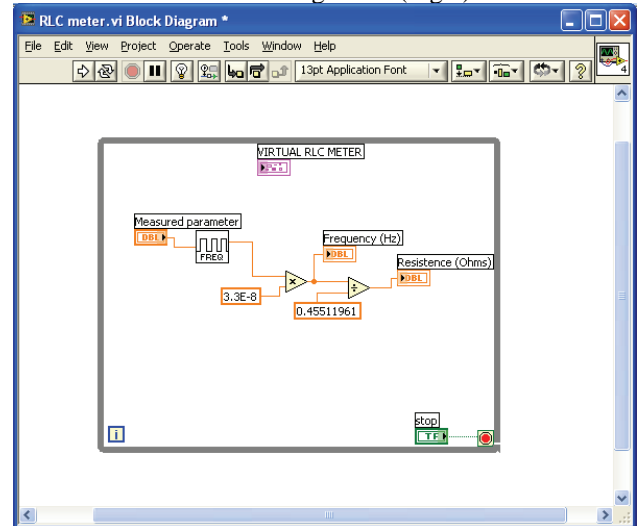 RLC meter.vi Block Diagram *
File Edit View Project Operate Tools Window Help
13pt Application Font
4
VIRTUAL RLC METER
Measured parameter
DBL
FREQ
Frequency (Hz)
DBL
Resistence (Ohms)
DBL
3.3E-8
0.45511961
i
stop
TF